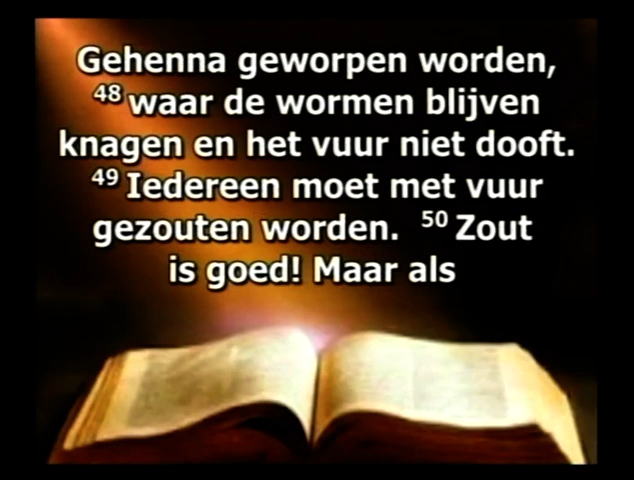 Gehenna geworpen worden,
48 waar de wormen blijven
knagen en het vuur niet dooft.
49 Iedereen moet met vuur
gezouten worden. 50 Zout
is goed! Maar als